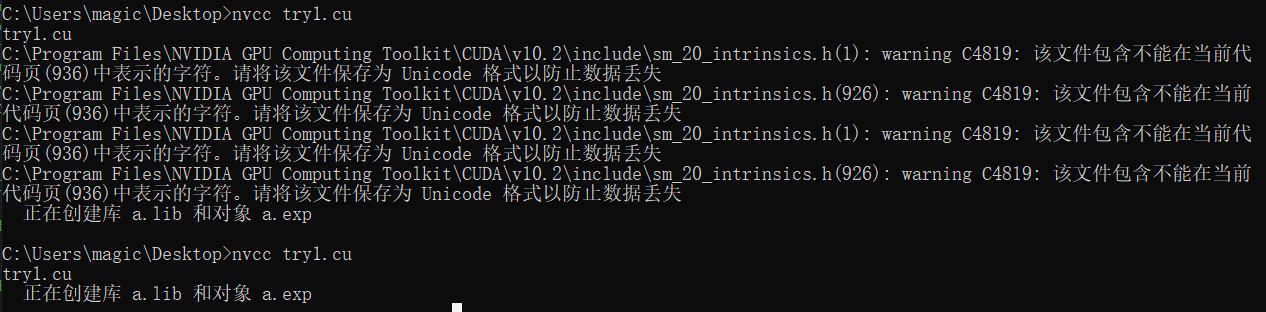 C:\Users\magic\Desktop>nvcc try1.cu
try1.cu
C:\Program Files\NVIDIA GPU Computing Toolkit\CUDA\v10.2\include\sm_20_intrinsics.h(1): warning C4819: 该文件包含不能在当前代
码页(936)中表示的字符。请将该文件保存为 Unicode 格式以防止数据丢失
C:\Program Files\NVIDIA GPU Computing Toolkit\CUDA\v10.2\include\sm_20_intrinsics.h(926): warning C4819: 该文件包含不能在当前
代码页(936)中表示的字符。请将该文件保存为 Unicode 格式以防止数据丢失
C:\Program Files\NVIDIA GPU Computing Toolkit\CUDA\v10.2\include\sm_20_intrinsics.h(1): warning C4819: 该文件包含不能在当前代
码页(936)中表示的字符。请将该文件保存为 Unicode 格式以防止数据丢失
C:\Program Files\NVIDIA GPU Computing Toolkit\CUDA\v10.2\include\sm_20_intrinsics.h(926): warning C4819: 该文件包含不能在当前
代码页(936)中表示的字符。请将该文件保存为 Unicode 格式以防止数据丢失
正在创建库 a.lib 和对象 a.exp
C:\Users\magic\Desktop>nvcc try1.cu
try1.cu
正在创建库 a.lib 和对象 a.exp